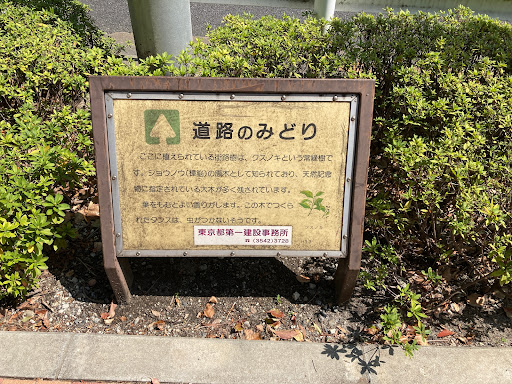 道路のみどり
ここに植えられている街路樹は、クスノキという常緑樹で
す。ショウノウ(樟脳)の原木として知られており、天然記念
物に指定されている大木が多く残されています。
葉をもむとよい香りがします。この木でつくら
れたタンスは、虫がつかないそうです。
東京都第一建設事務所
☎(3542)3728